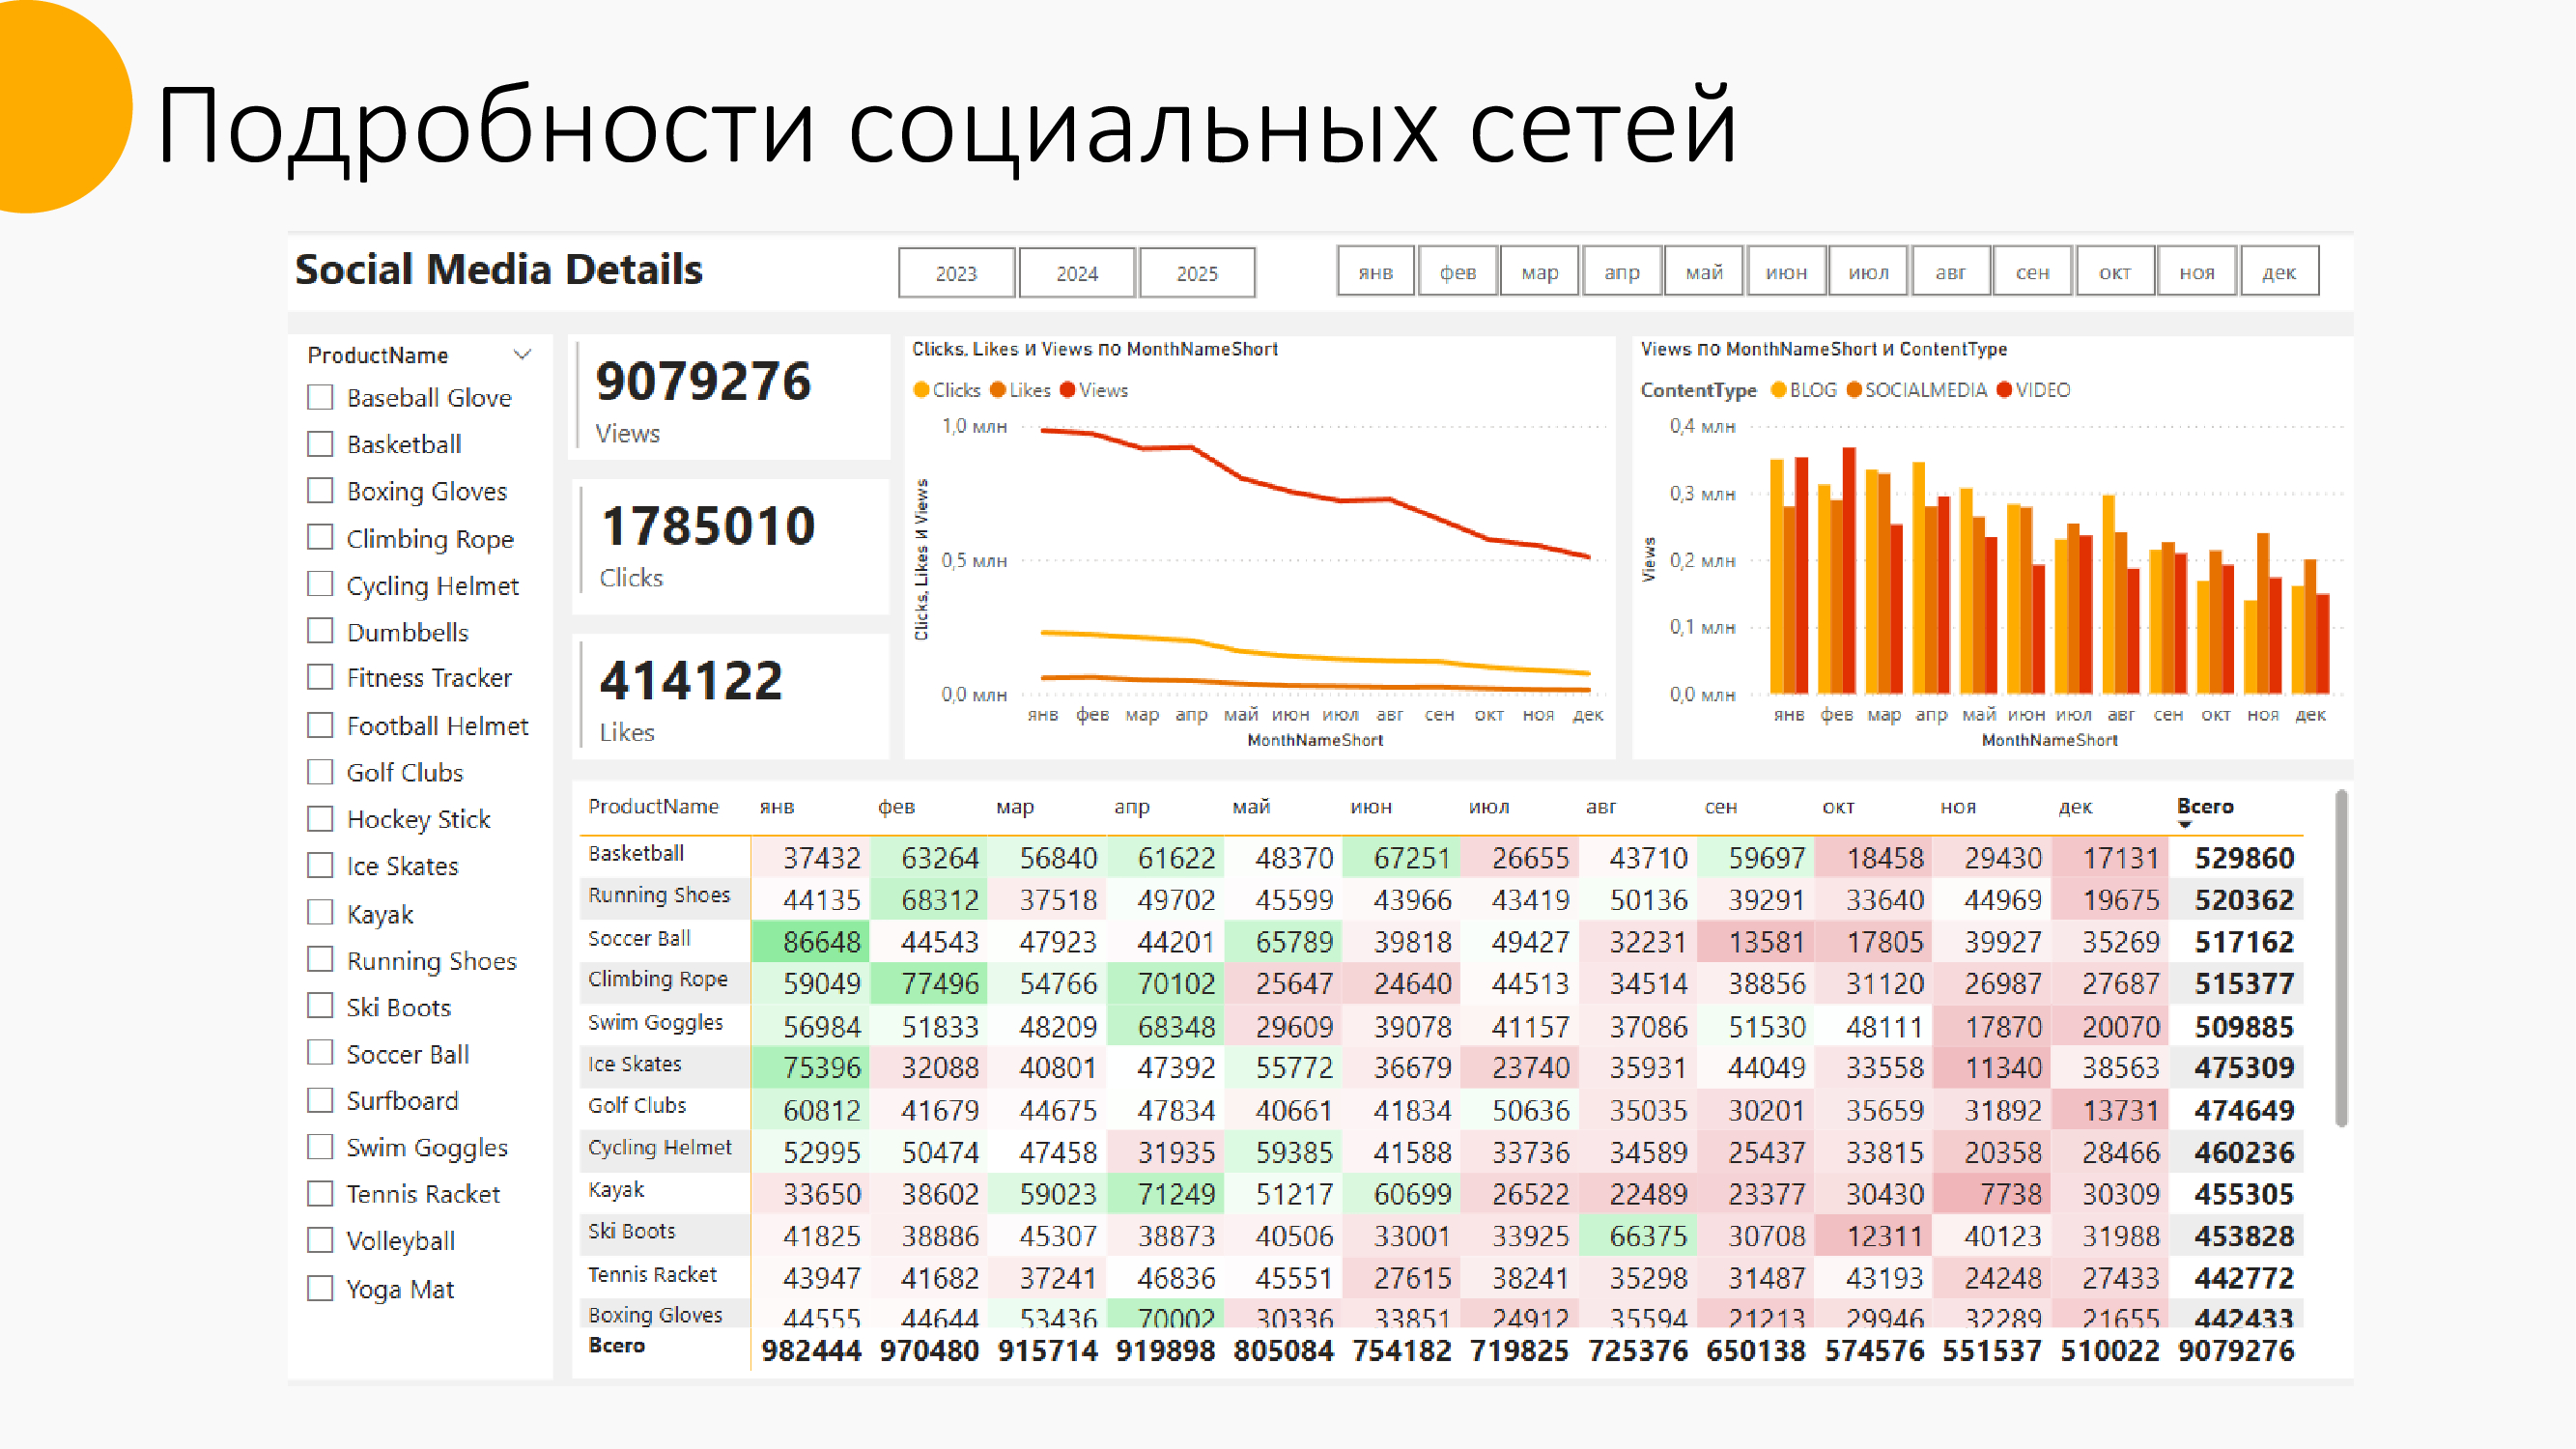 Подробности социальных сетей
Social Media Details
2023 2024 2025
янв фев мар апр май июн июл авг сен окт ноя дек
ProductName
Baseball Glove
Basketball
Boxing Gloves
Climbing Rope
Cycling Helmet
Dumbbells
Fitness Tracker
Football Helmet
Golf Clubs
Hockey Stick
Ice Skates
Kayak
Running Shoes
Ski Boots
Soccer Ball
Surfboard
Swim Goggles
Tennis Racket
Volleyball
Yoga Mat
9079276
Views
1785010
Clicks
414122
Likes
Clicks, Likes и Views по MonthNameShort
Clicks Likes Views
Clicks, Likes и Views
1,0 млн
0,5 млн
0,0 млн
янв фев мар апр май июн июл авг сен окт ноя дек
MonthNameShort
Views по MonthNameShort и ContentType
ContentType BLOG SOCIALMEDIA VIDEO
Views
0,4 млн
0,3 млн
0,2 млн
0,1 млн
0,0 млн
янв фев мар апр май июн июл авг сен окт ноя дек
MonthNameShort
ProductName янв фев мар апр май июн июл авг сен окт ноя дек Всего
Basketball 37432 63264 56840 61622 48370 67251 26655 43710 59697 18458 29430 17131 529860
Running Shoes 44135 68312 37518 49702 45599 43966 43419 50136 39291 33640 44969 19675 520362
Soccer Ball 86648 44543 47923 44201 65789 39818 49427 32231 13581 17805 39927 35269 517162
Climbing Rope 59049 77496 54766 70102 25647 24640 44513 34514 38856 31120 26987 27687 515377
Swim Goggles 56984 51833 48209 68348 29609 39078 41157 37086 51530 48111 17870 20070 509885
Ice Skates 75396 32088 40801 47392 55772 36679 23740 35931 44049 33558 11340 38563 475309
Golf Clubs 60812 41679 44675 47834 40661 41834 50636 35035 30201 35659 31892 13731 474649
Cycling Helmet 52995 50474 47458 31935 59385 41588 33736 34589 25437 33815 20358 28466 460236
Kayak 33650 38602 59023 71249 51217 60699 26522 22489 23377 30430 7738 30309 455305
Ski Boots 41825 38886 45307 38873 40506 33001 33925 66375 30708 12311 40123 31988 453828
Tennis Racket 43947 41682 37241 46836 45551 27615 38241 35298 31487 43193 24248 27433 442772
Boxing Gloves 44555 44644 53436 70002 30336 33851 24912 35594 21213 29946 32289 21655 442433
Всего 982444 970480 915714 919898 805084 754182 719825 725376 650138 574576 551537 510022 9079276